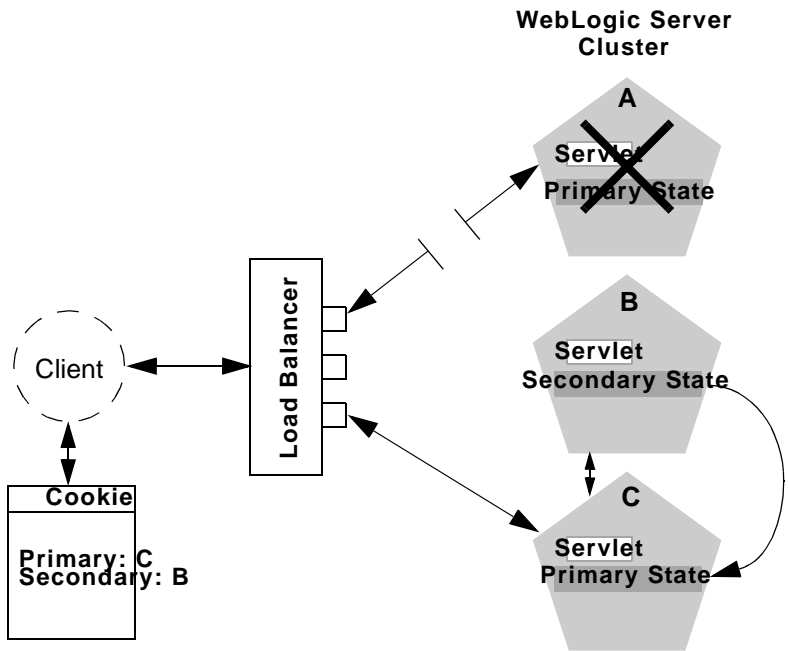 WebLogic Server
Cluster
A
Servlet
Primary State
B
Servlet
Secondary State
Load Balancer
Client
Cookie
Primary: C
Secondary: B
C
Servlet
Primary State